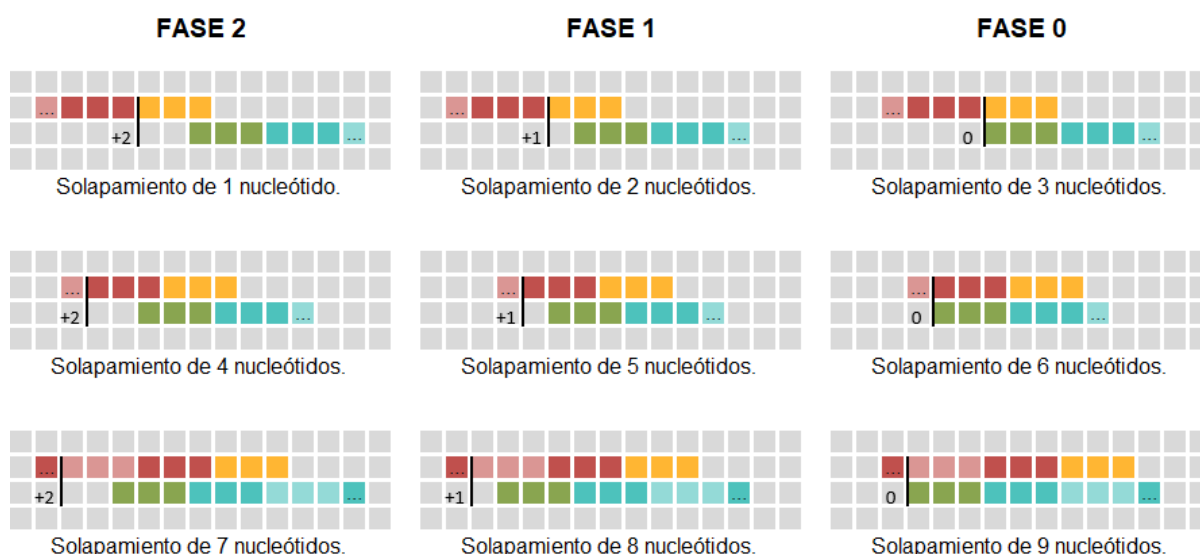 FASE 2 FASE 1 FASE 0
... ... ...
+2 ... +1 ... 0 ...
Solapamiento de 1 nucleótido. Solapamiento de 2 nucleótidos. Solapamiento de 3 nucleótidos.
... ... ...
+2 ... +1 ... 0 ...
Solapamiento de 4 nucleótidos. Solapamiento de 5 nucleótidos. Solapamiento de 6 nucleótidos.
... ... ...
+2 ... +1 ... 0 ...
Solapamiento de 7 nucleótidos. Solapamiento de 8 nucleótidos. Solapamiento de 9 nucleótidos.